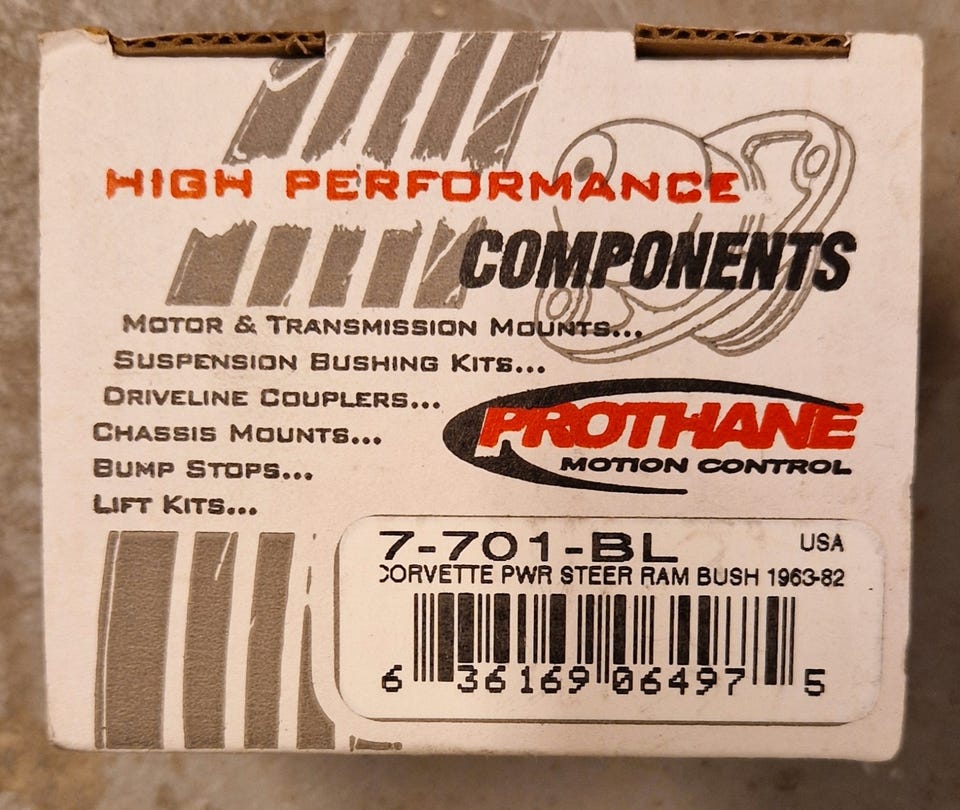 HIGH PERFORMANCE
COMPONENTS
MOTOR & TRANSMISSION MOUNTS...
SUSPENSION BUSHING KITS...
DRIVELINE COUPLERS...
CHASSIS MOUNTS...
BUMP STOPS...
LIFT KITS...
PROTHANE
MOTION CONTROL
7-701-BL USA
CORVETTE PWR STEER RAM BUSH 1963-82
6 36169 06497 5